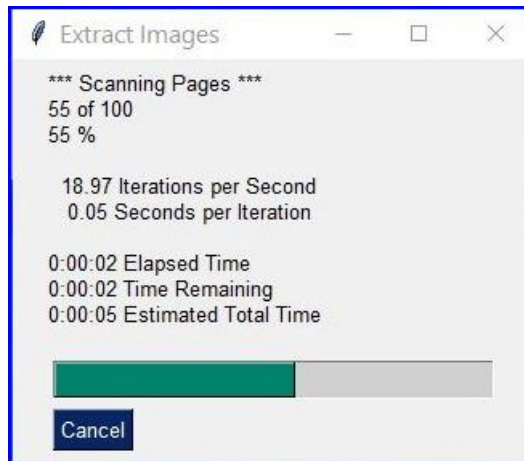 Extract Images
*** Scanning Pages ***
55 of 100
55 %
18.97 Iterations per Second
0.05 Seconds per Iteration
0:00:02 Elapsed Time
0:00:02 Time Remaining
0:00:05 Estimated Total Time
Cancel